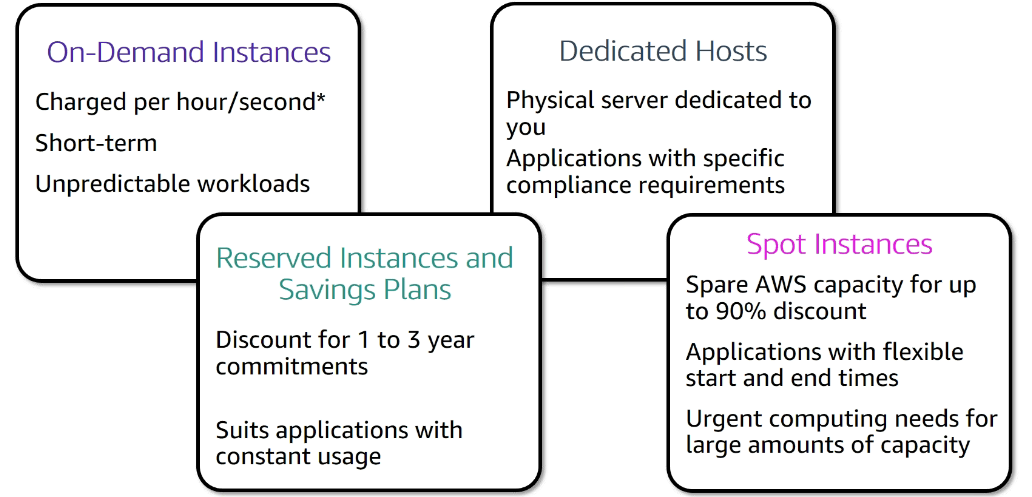 On-Demand Instances
Charged per hour/second*
Short-term
Unpredictable workloads
Dedicated Hosts
Physical server dedicated to
you
Applications with specific
compliance requirements
Reserved Instances and
Savings Plans
Discount for 1 to 3 year
commitments
Suits applications with
constant usage
Spot Instances
Spare AWS capacity for up
to 90% discount
Applications with flexible
start and end times
Urgent computing needs for
large amounts of capacity